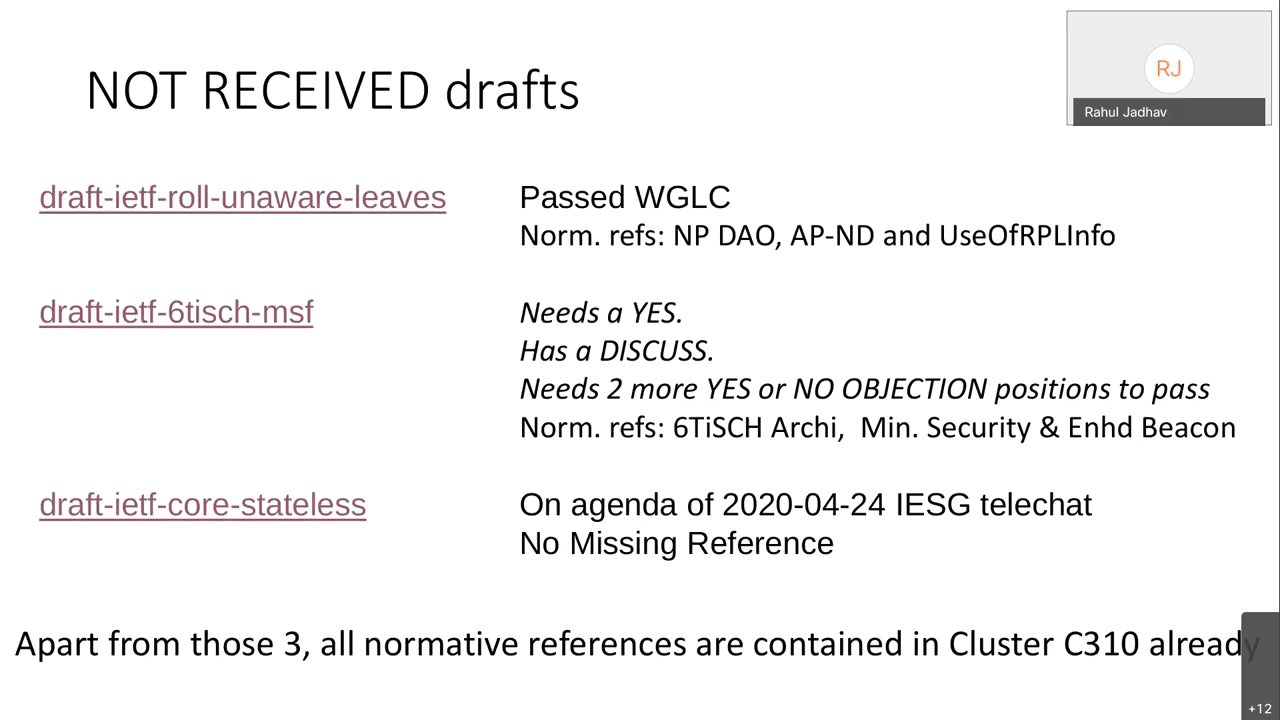 NOT RECEIVED drafts
RJ
Rahul Jadhav
draft-ietf-roll-unaware-leaves
Passed WGLC
Norm. refs: NP DAO, AP-ND and UseOfRPLInfo
draft-ietf-6tisch-msf
Needs a YES.
Has a DISCUSS.
Needs 2 more YES or NO OBJECTION positions to pass
Norm. refs: 6TiSCH Archi,  Min. Security & Enhd Beacon
draft-ietf-core-stateless
On agenda of 2020-04-24 IESG telechat
No Missing Reference
Apart from those 3, all normative references are contained in Cluster C310 already
+12